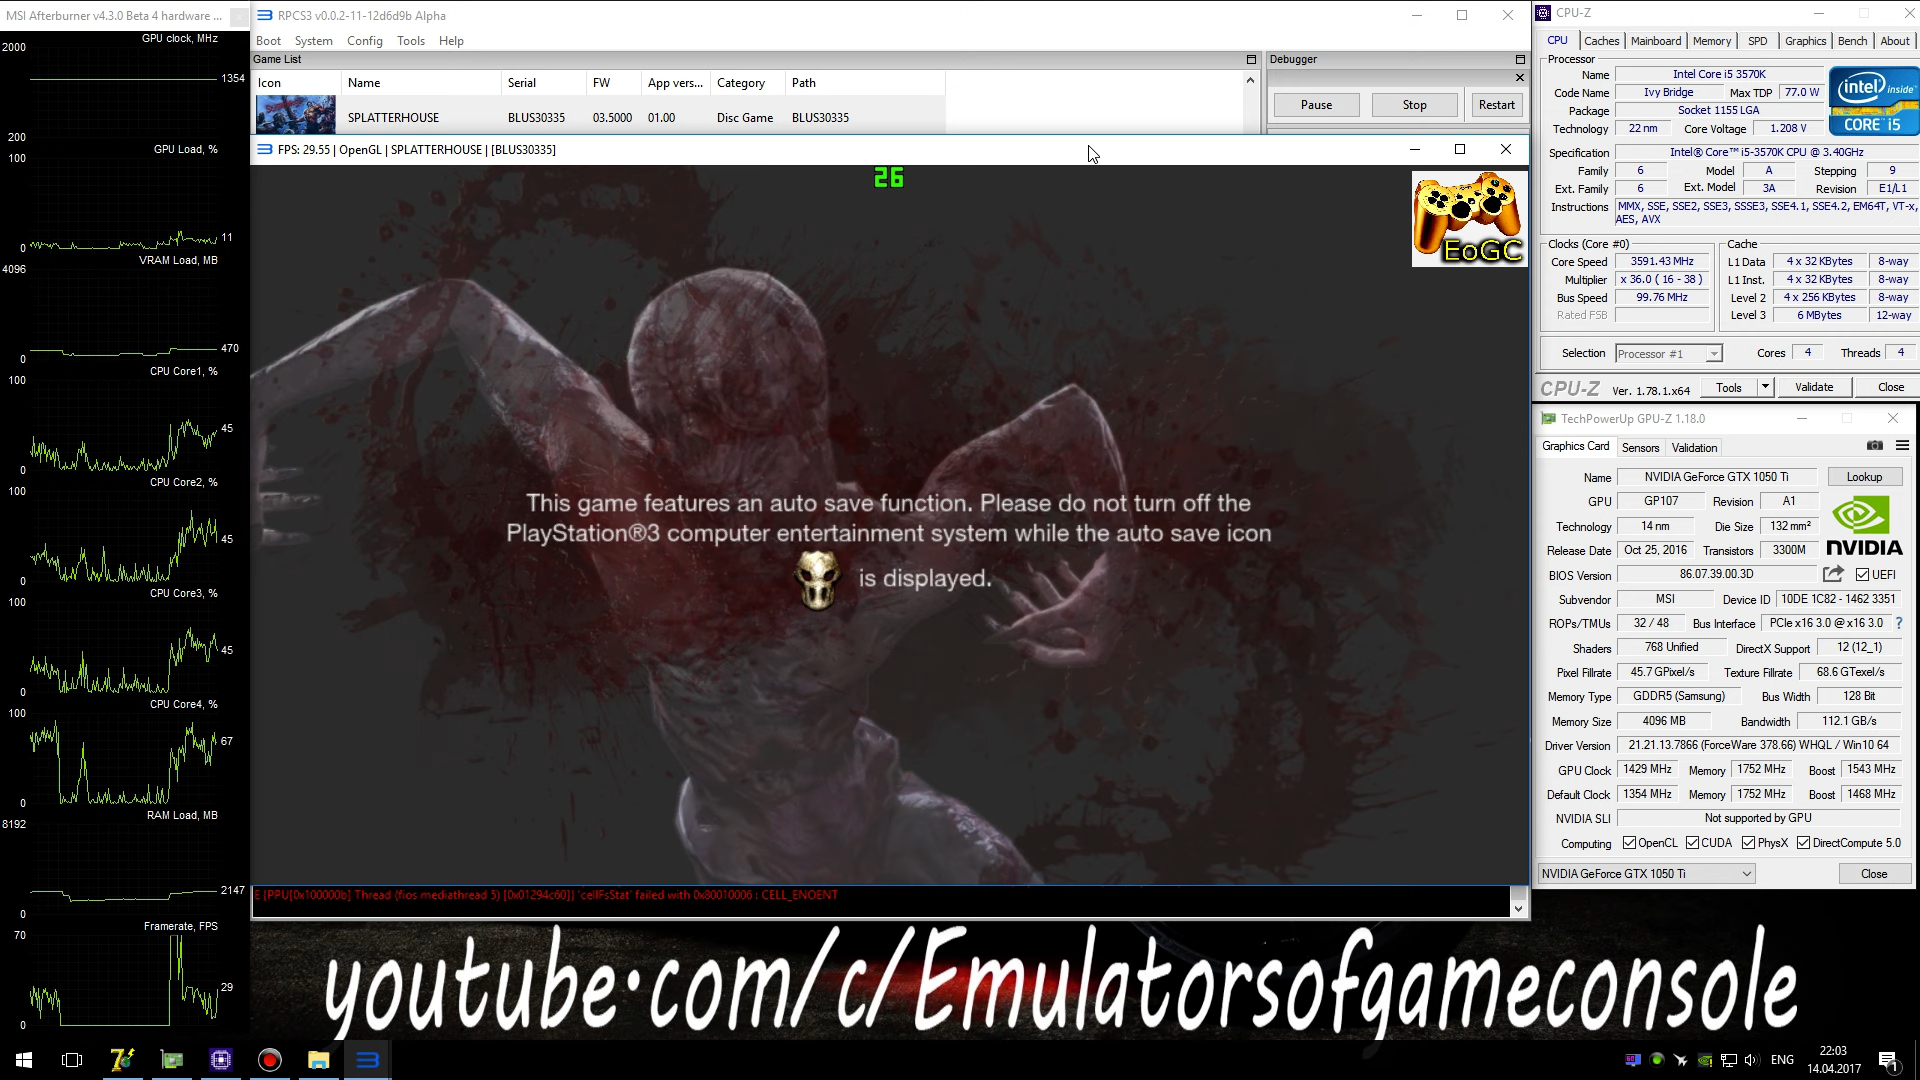 MSI Afterburner v4.3.0 Beta 4 hardware ...
GPU clock, MHz
2000
1354
200
GPU Load, %
100
11
0
VRAM Load, MB
4096
470
0
CPU Core1, %
100
45
0
CPU Core2, %
100
45
0
CPU Core3, %
100
45
0
CPU Core4, %
100
67
0
RAM Load, MB
8192
2147
0
Framerate, FPS
70
29
0
RPCS3 v0.0.2-11-12d6d9b Alpha
Boot System Config Tools Help
Game List
Icon Name Serial FW App vers... Category Path
SPLATTERHOUSE BLUS30335 03.5000 01.00 Disc Game BLUS30335
Debugger
Pause Stop Restart
FPS: 29.55 | OpenGL | SPLATTERHOUSE | [BLUS30335]
26
EoGC
This game features an auto save function. Please do not turn off the
PlayStation®3 computer entertainment system while the auto save icon
is displayed.
E [PPU[0x100000b] Thread (fios mediathread 5) [0x01294c60]] 'cellFsStat' failed with 0x80010006 : CELL_ENOENT
youtube.com/c/Emulatorsofgameconsole
CPU-Z
CPU Caches Mainboard Memory SPD Graphics Bench About
Processor
Name Intel Core i5 3570K
Code Name Ivy Bridge Max TDP 77.0 W
Package Socket 1155 LGA
Technology 22 nm Core Voltage 1.208 V
intel inside™
CORE i5
Specification Intel® Core™ i5-3570K CPU @ 3.40GHz
Family 6 Model A Stepping 9
Ext. Family 6 Ext. Model 3A Revision E1/L1
Instructions MMX, SSE, SSE2, SSE3, SSSE3, SSE4.1, SSE4.2, EM64T, VT-x,
AES, AVX
Clocks (Core #0)
Core Speed 3591.43 MHz
Multiplier x 36.0 ( 16 - 38 )
Bus Speed 99.76 MHz
Rated FSB
Cache
L1 Data 4 x 32 KBytes 8-way
L1 Inst. 4 x 32 KBytes 8-way
Level 2 4 x 256 KBytes 8-way
Level 3 6 MBytes 12-way
Selection Processor #1 Cores 4 Threads 4
CPU-Z Ver. 1.78.1.x64 Tools Validate Close
TechPowerUp GPU-Z 1.18.0
Graphics Card Sensors Validation
Name NVIDIA GeForce GTX 1050 Ti Lookup
GPU GP107 Revision A1
Technology 14 nm Die Size 132 mm²
Release Date Oct 25, 2016 Transistors 3300M
NVIDIA
BIOS Version 86.07.39.00.3D UEFI
Subvendor MSI Device ID 10DE 1C82 - 1462 3351
ROPs/TMUs 32 / 48 Bus Interface PCIe x16 3.0 @ x16 3.0 ?
Shaders 768 Unified DirectX Support 12 (12_1)
Pixel Fillrate 45.7 GPixel/s Texture Fillrate 68.6 GTexel/s
Memory Type GDDR5 (Samsung) Bus Width 128 Bit
Memory Size 4096 MB Bandwidth 112.1 GB/s
Driver Version 21.21.13.7866 (ForceWare 378.66) WHQL / Win10 64
GPU Clock 1429 MHz Memory 1752 MHz Boost 1543 MHz
Default Clock 1354 MHz Memory 1752 MHz Boost 1468 MHz
NVIDIA SLI Not supported by GPU
Computing OpenCL CUDA PhysX DirectCompute 5.0
NVIDIA GeForce GTX 1050 Ti Close
ENG
22:03
14.04.2017
1